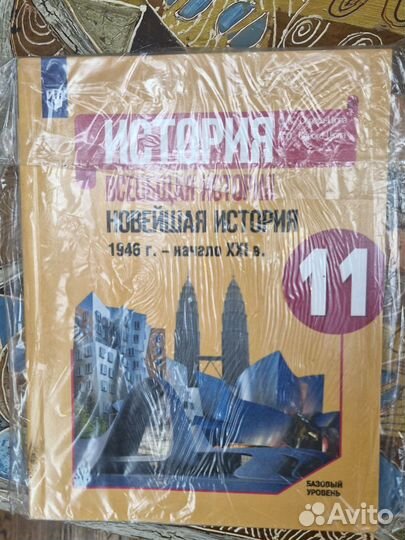 ИСТОРИЯ
ВСЕОБЩАЯ ИСТОРИЯ
НОВЕЙШАЯ ИСТОРИЯ
1946 г. – начало XXI в.
11
БАЗОВЫЙ
УРОВЕНЬ
Avito